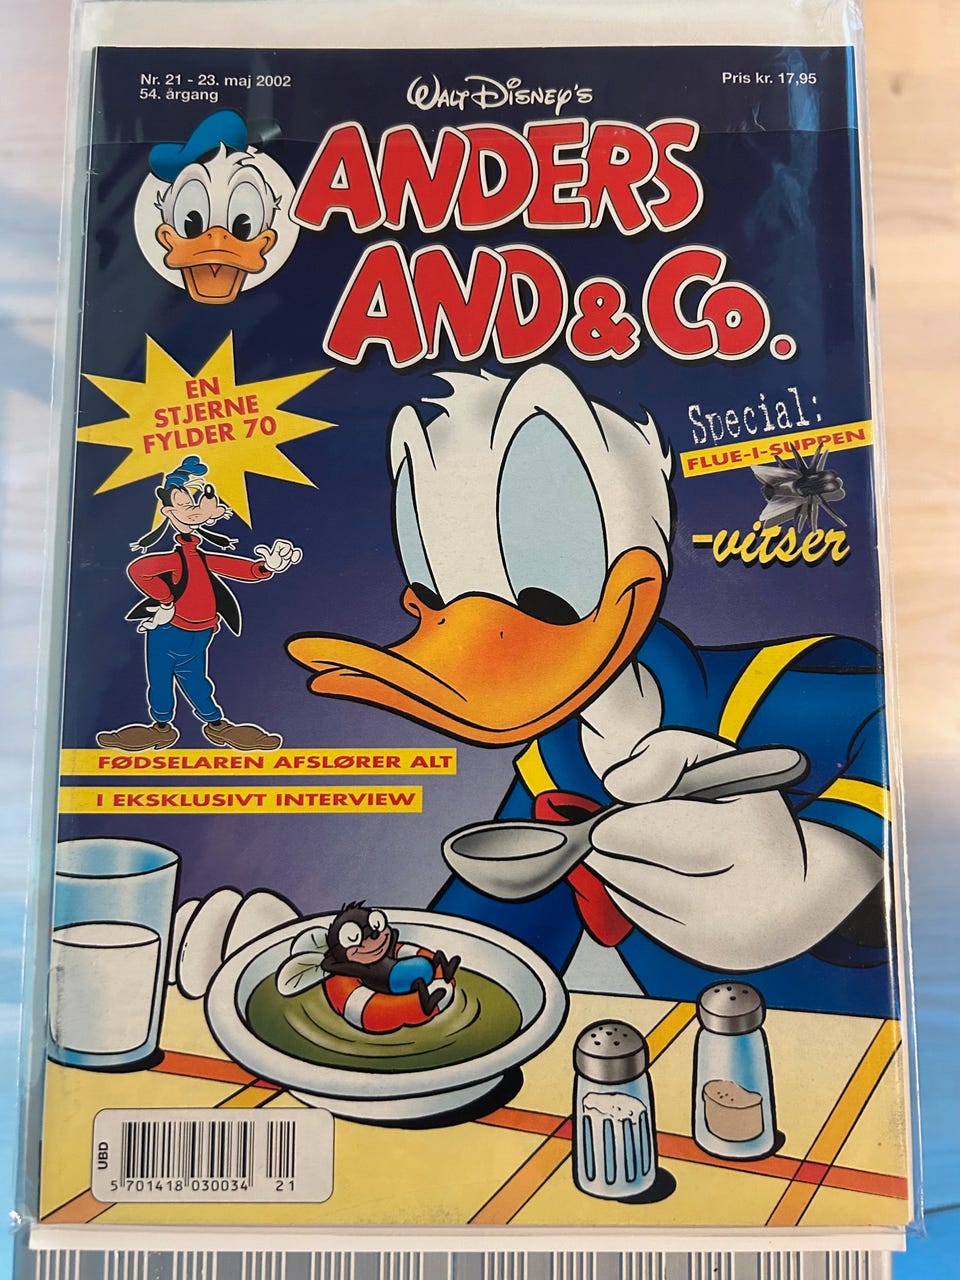 Nr. 21 - 23. maj 2002
54. årgang
Pris kr. 17,95
Walt Disney's
ANDERS
AND & Co.
EN
STJERNE
FYLDER 70
Special:
FLUE-I-SUPPEN
-vitser
FØDSELAREN AFSLØRER ALT
I EKSKLUSIVT INTERVIEW
UBD
5 701418 030034 21